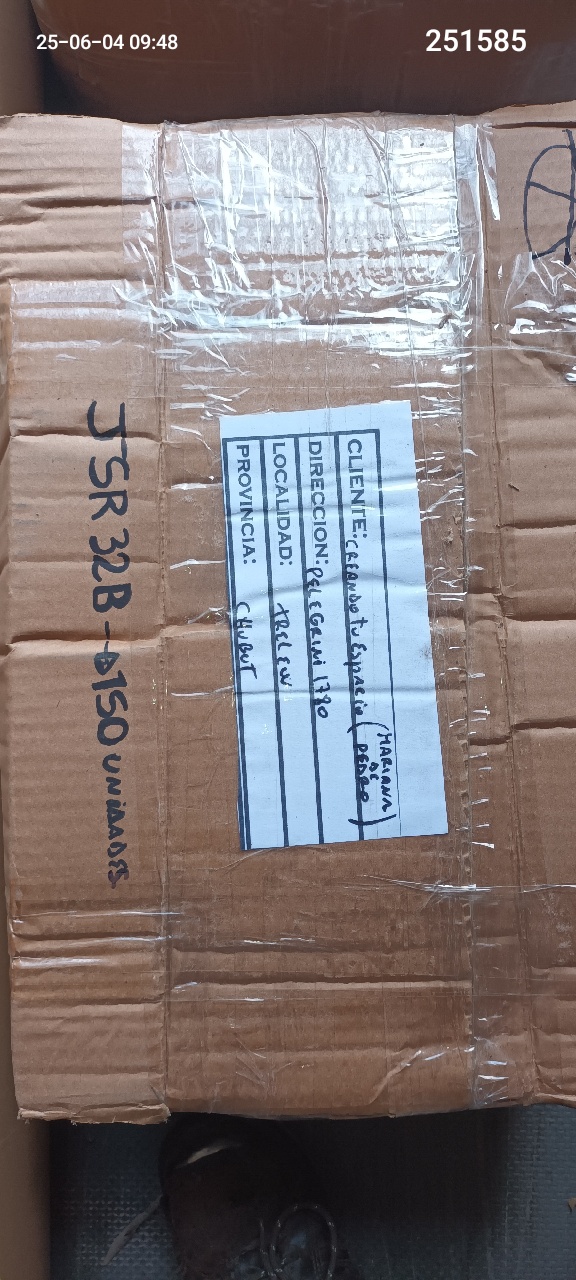 25-06-04 09:48
251585
CLIENTE: CREANDO tu ESPACIO (MARIANA DE PEDRO)
DIRECCION: PELEGRINI 1780
LOCALIDAD: TRELEW
PROVINCIA: CHUBUT
JSR 32B → 150 UNIDADES